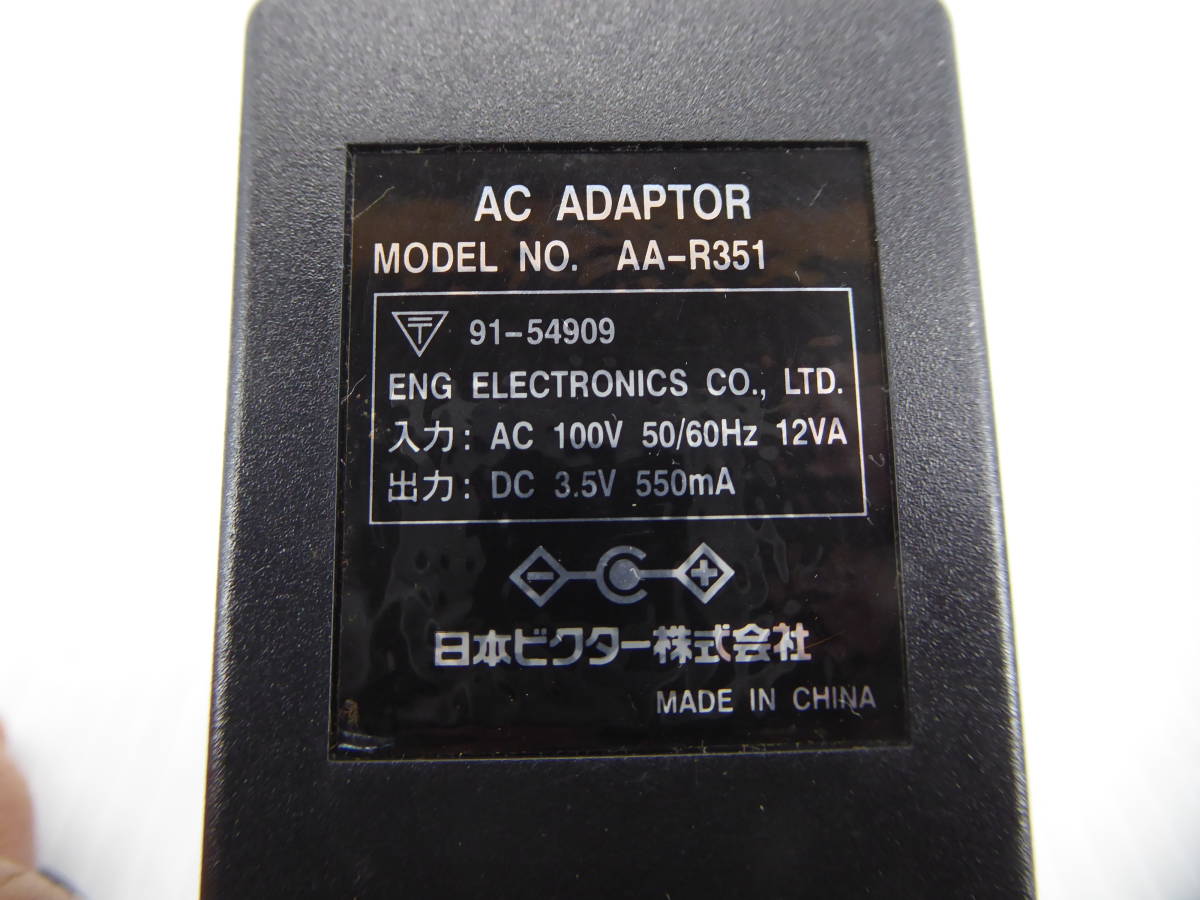 AC ADAPTOR
MODEL NO. AA-R351
〒 91-54909
ENG ELECTRONICS CO., LTD.
入力: AC 100V 50/60Hz 12VA
出力: DC 3.5V 550mA
- +
日本ビクター株式会社
MADE IN CHINA